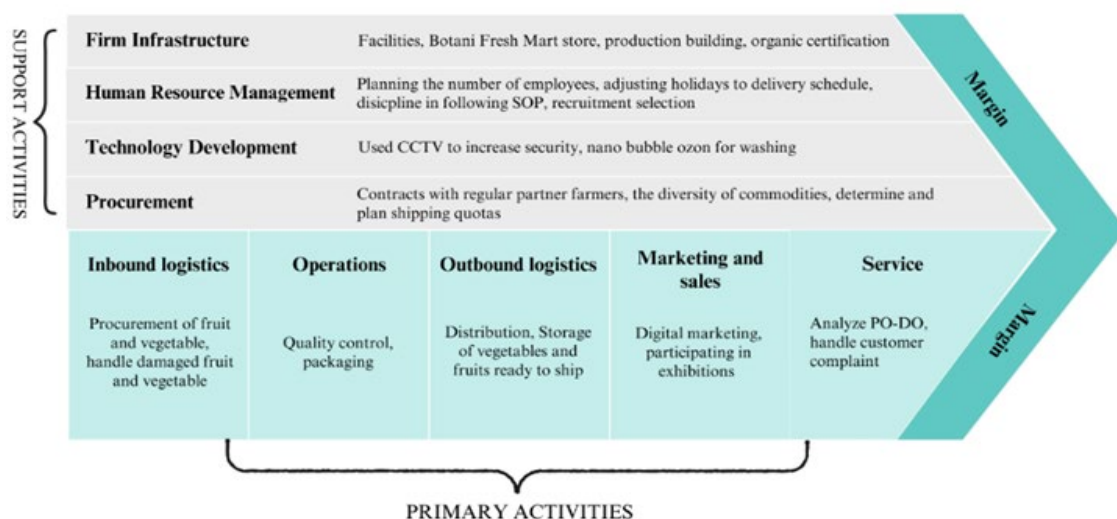 SUPPORT ACTIVITIES
Firm Infrastructure
Facilities, Botani Fresh Mart store, production building, organic certification
Human Resource Management
Planning the number of employees, adjusting holidays to delivery schedule,
disicpline in following SOP, recruitment selection
Technology Development
Used CCTV to increase security, nano bubble ozon for washing
Procurement
Contracts with regular partner farmers, the diversity of commodities, determine and
plan shipping quotas
Margin
Inbound logistics
Procurement of fruit
and vegetable,
handle damaged fruit
and vegetable
Operations
Quality control,
packaging
Outbound logistics
Distribution, Storage
of vegetables and
fruits ready to ship
Marketing and
sales
Digital marketing,
participating in
exhibitions
Service
Analyze PO-DO,
handle customer
complaint
Margin
PRIMARY ACTIVITIES